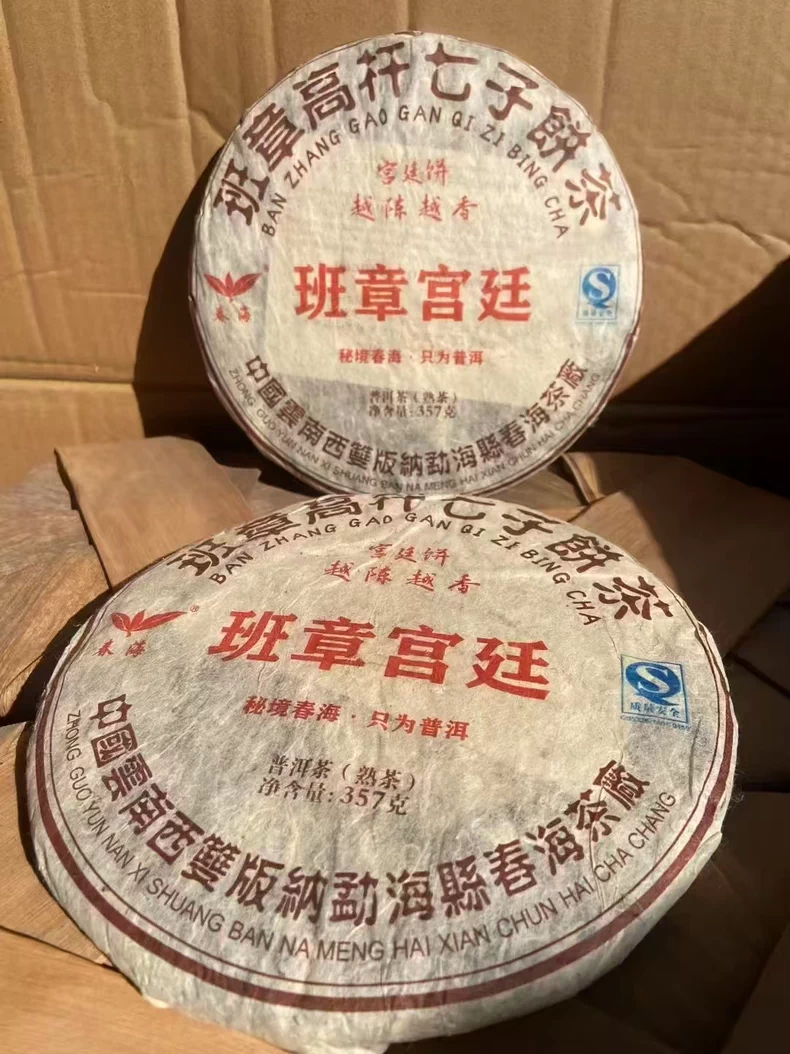 班章高杆七子餅茶
BAN ZHANG GAO GAN QI ZI BING CHA
宫廷饼
越陈越香
班章宫廷
春海
秘境春海·只为普洱
普洱茶(熟茶)
净含量:357克
中國雲南西雙版納勐海縣春海茶廠
ZHONG GUO YUN NAN XI SHUANG BAN NA MENG HAI XIAN CHUN HAI CHA CHANG
班章高杆七子餅茶
BAN ZHANG GAO GAN QI ZI BING CHA
宫廷饼
越陈越香
®
春海
班章宫廷
质量安全
秘境春海·只为普洱
普洱茶(熟茶)
净含量:357克
中國雲南西雙版納勐海縣春海茶廠
ZHONG GUO YUN NAN XI SHUANG BAN NA MENG HAI XIAN CHUN HAI CHA CHANG